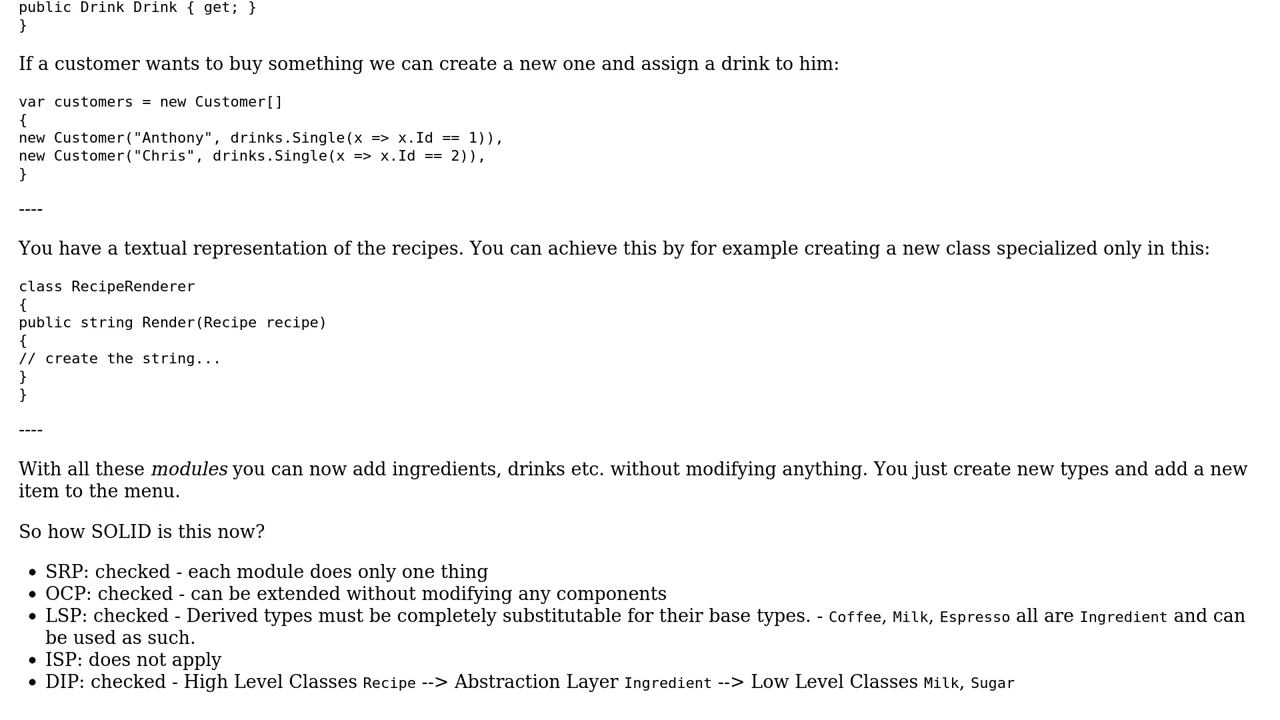 public Drink Drink { get; }
}
If a customer wants to buy something we can create a new one and assign a drink to him:
var customers = new Customer[]
{
new Customer("Anthony", drinks.Single(x => x.Id == 1)),
new Customer("Chris", drinks.Single(x => x.Id == 2)),
}
----
You have a textual representation of the recipes. You can achieve this by for example creating a new class specialized only in this:
class RecipeRenderer
{
public string Render(Recipe recipe)
{
// create the string...
}
}
----
With all these modules you can now add ingredients, drinks etc. without modifying anything. You just create new types and add a new
item to the menu.
So how SOLID is this now?
• SRP: checked - each module does only one thing
• OCP: checked - can be extended without modifying any components
• LSP: checked - Derived types must be completely substitutable for their base types. - Coffee, Milk, Espresso all are Ingredient and can
be used as such.
• ISP: does not apply
• DIP: checked - High Level Classes Recipe --> Abstraction Layer Ingredient --> Low Level Classes Milk, Sugar